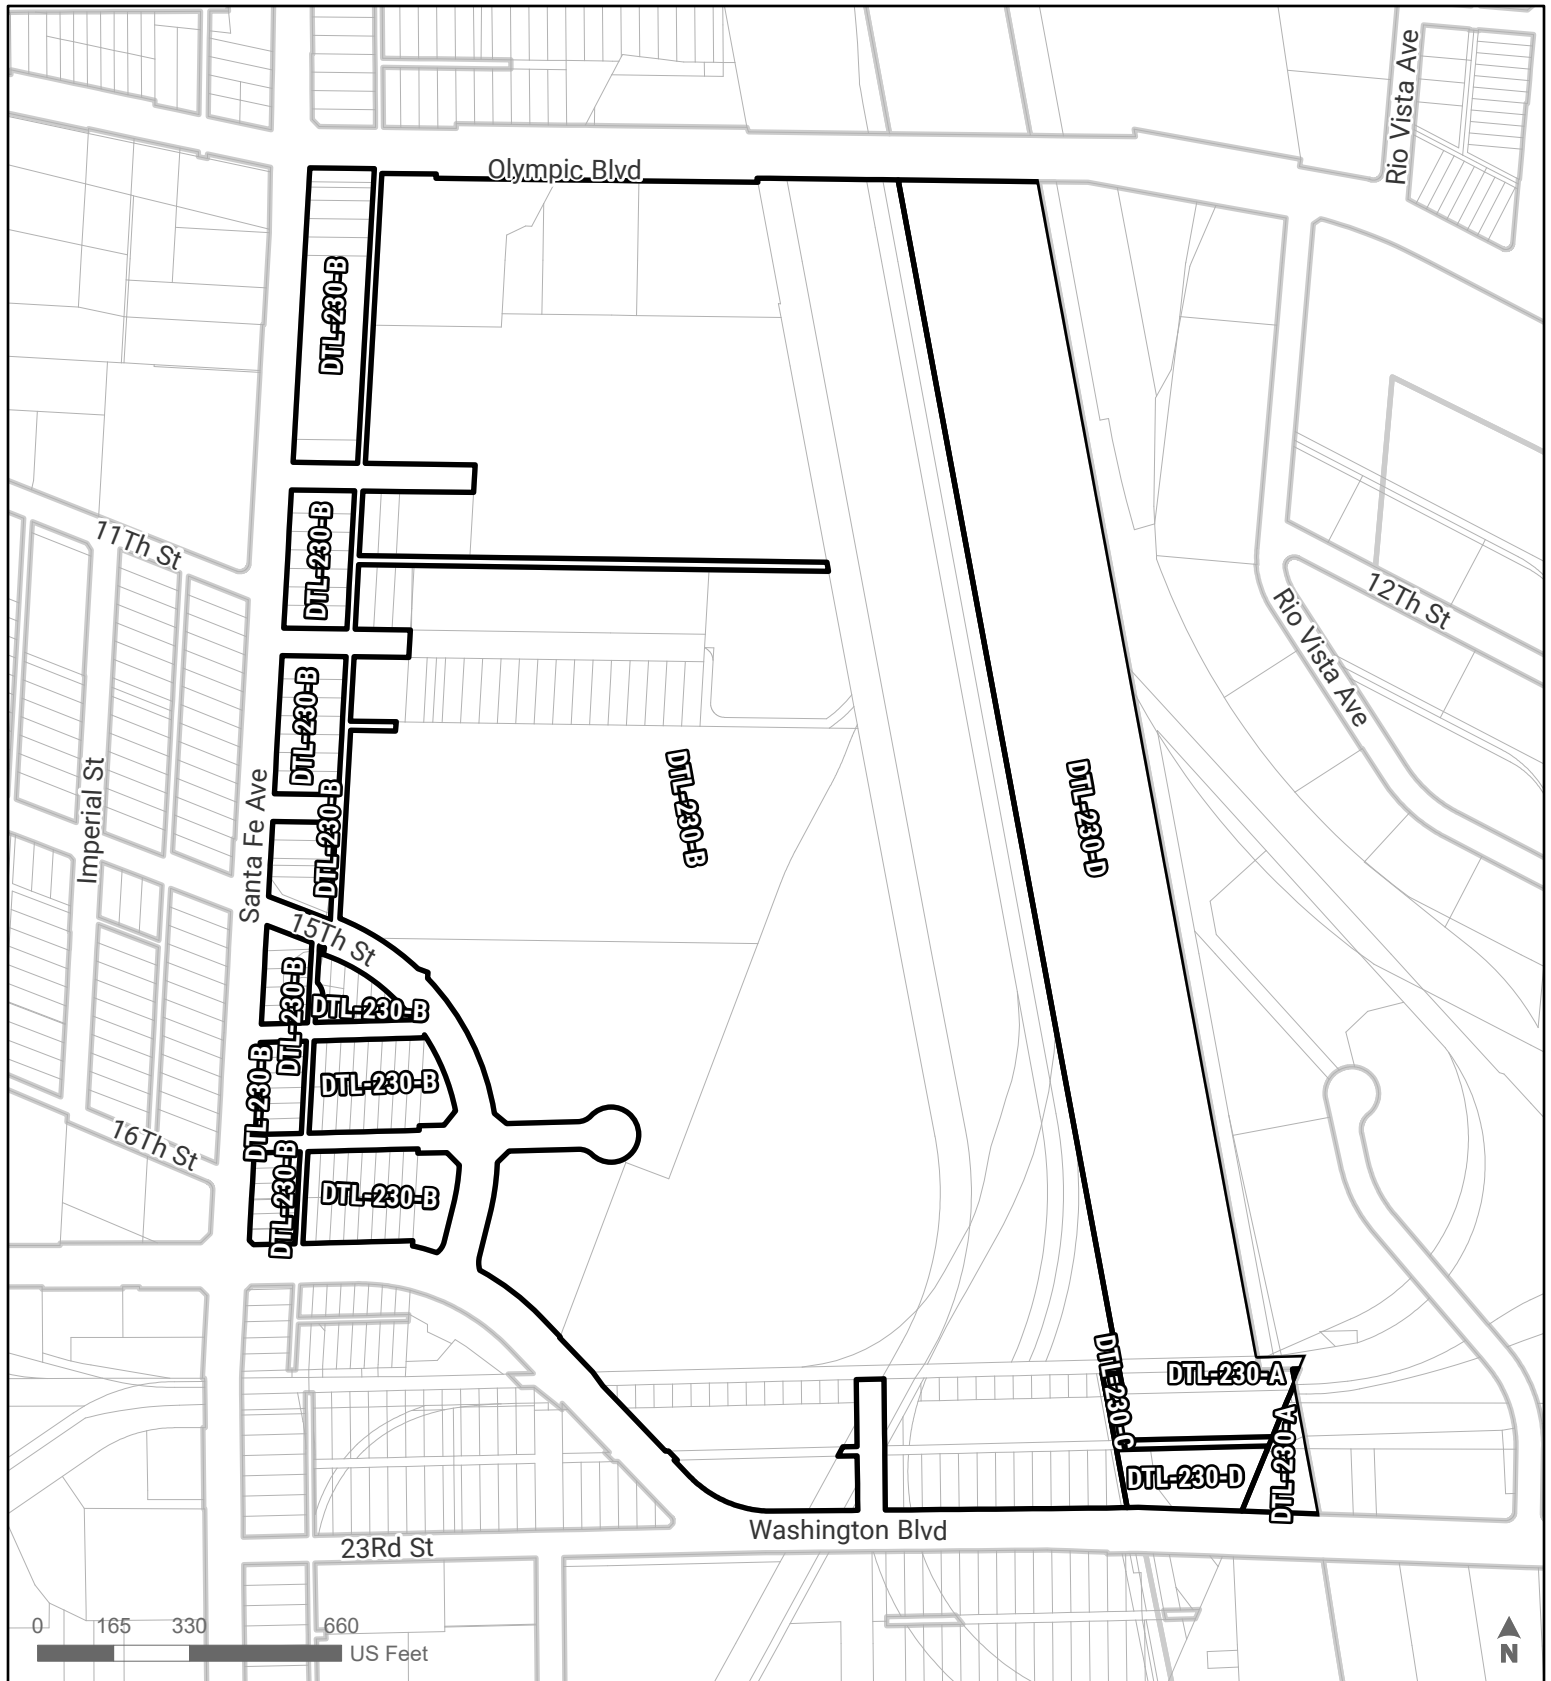 Rio Vista Ave
Olympic Blvd
DTL-230-B
11Th St
DTL-230-B
12Th St
Rio Vista Ave
DTL-230-B
Imperial St
Santa Fe Ave
DTL-230-B
DTL-230-B
DTL-230-D
15Th St
DTL-230-B
DTL-230-B
DTL-230-B
DTL-230-B
16Th St
DTL-230-B
DTL-230-B
DTL-230-C
DTL-230-A
DTL-230-A
DTL-230-D
Washington Blvd
23Rd St
0 165 330 660
US Feet
N